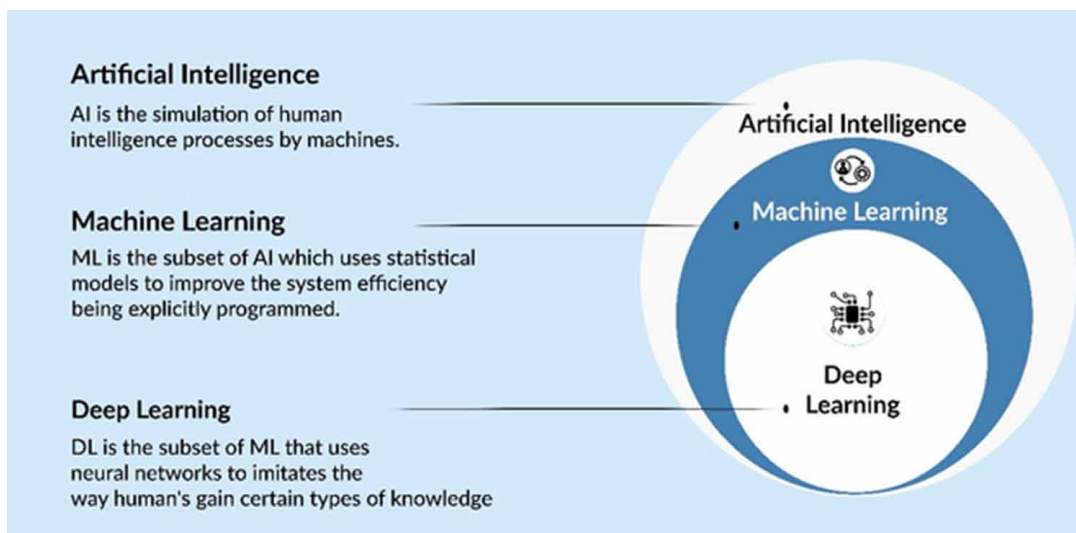 Artificial Intelligence
AI is the simulation of human
intelligence processes by machines.
Machine Learning
ML is the subset of AI which uses statistical
models to improve the system efficiency
being explicitly programmed.
Deep Learning
DL is the subset of ML that uses
neural networks to imitates the
way human's gain certain types of knowledge
Artificial Intelligence
Machine Learning
Deep
Learning